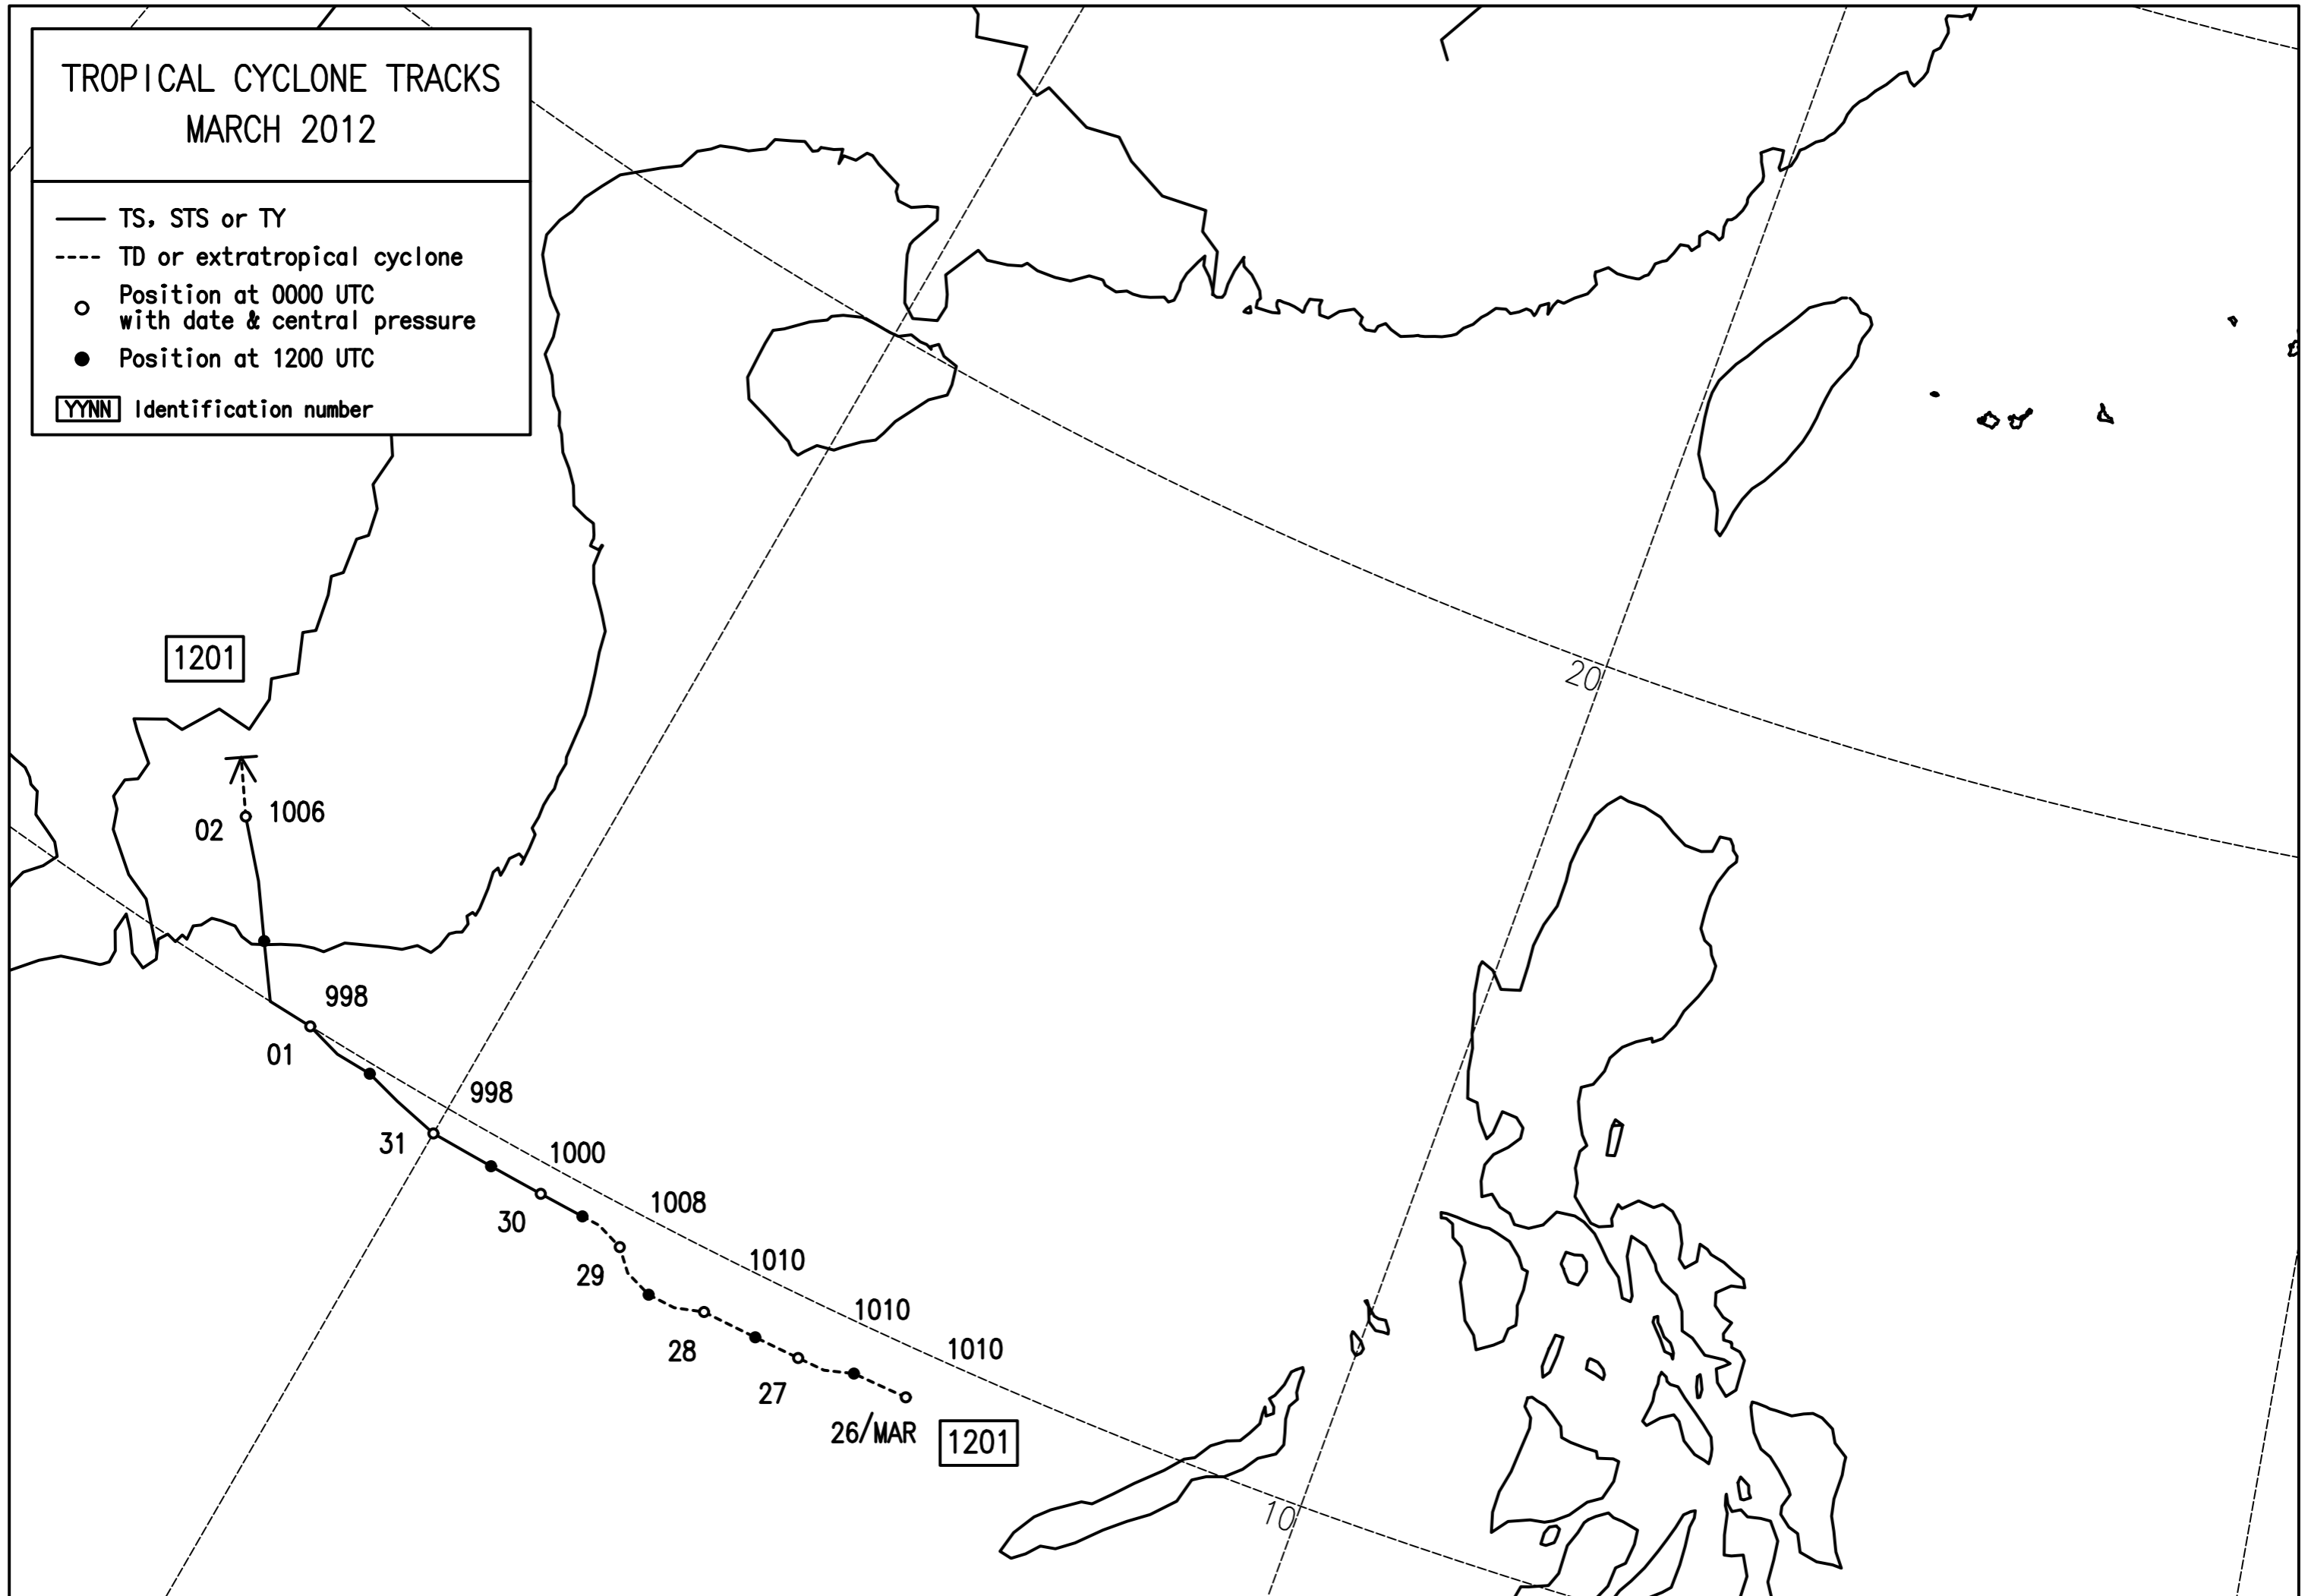 TROPICAL CYCLONE TRACKS
MARCH 2012
TS, STS or TY
TD or extratropical cyclone
Position at 0000 UTC
with date & central pressure
Position at 1200 UTC
YYNN Identification number
1201
20
1006
02
998
01
998
31
1000
30
1008
29
1010
28
1010
27
1010
26/MAR
1201
10